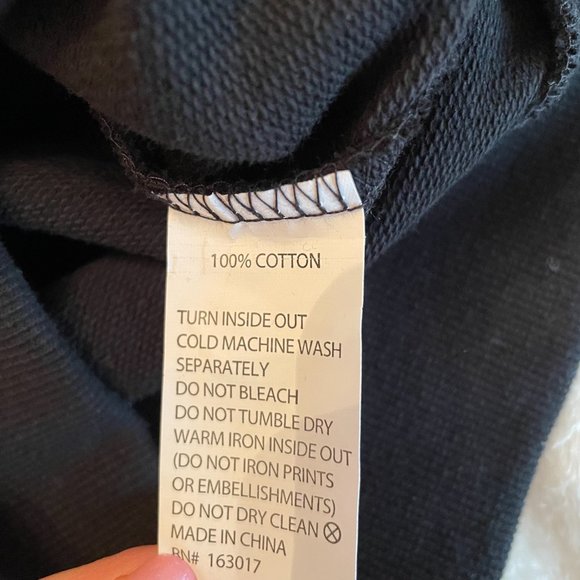 100% COTTON
TURN INSIDE OUT
COLD MACHINE WASH
SEPARATELY
DO NOT BLEACH
DO NOT TUMBLE DRY
WARM IRON INSIDE OUT
(DO NOT IRON PRINTS
OR EMBELLISHMENTS)
DO NOT DRY CLEAN
MADE IN CHINA
BN# 163017